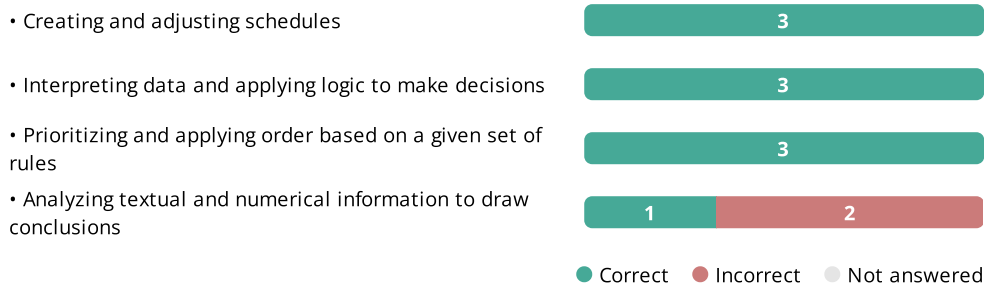 • Creating and adjusting schedules
3
• Interpreting data and applying logic to make decisions
3
• Prioritizing and applying order based on a given set of
rules
3
• Analyzing textual and numerical information to draw
conclusions
1 2
Correct Incorrect Not answered